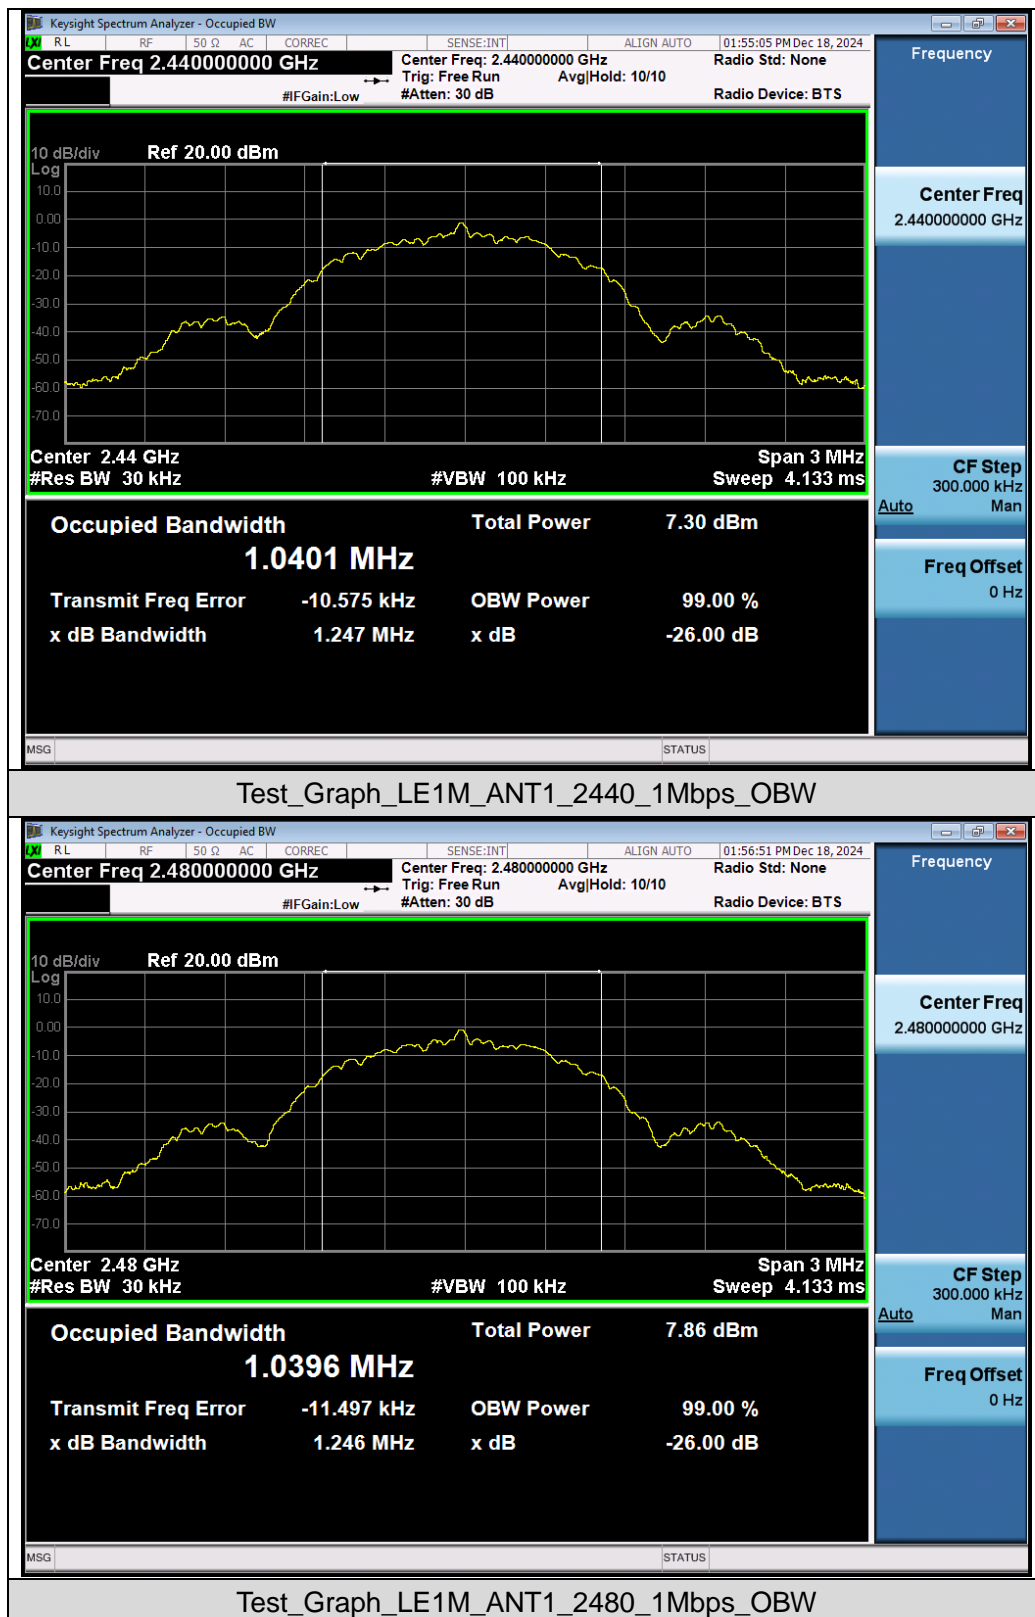 Keysight Spectrum Analyzer - Occupied BW
LXI RL RF 50 Ω AC CORREC SENSE:INT ALIGN AUTO 01:55:05 PM Dec 18, 2024
Center Freq 2.440000000 GHz
Center Freq: 2.440000000 GHz
Radio Std: None
Trig: Free Run Avg|Hold: 10/10
#IFGain:Low
#Atten: 30 dB
Radio Device: BTS
Frequency
10 dB/div Ref 20.00 dBm
Log
10.0
0.00
-10.0
-20.0
-30.0
-40.0
-50.0
-60.0
-70.0
Center 2.44 GHz Span 3 MHz
#Res BW 30 kHz #VBW 100 kHz Sweep 4.133 ms
Center Freq
2.440000000 GHz
CF Step
300.000 kHz
Auto Man
Freq Offset
0 Hz
Occupied Bandwidth Total Power 7.30 dBm
1.0401 MHz
Transmit Freq Error -10.575 kHz OBW Power 99.00 %
x dB Bandwidth 1.247 MHz x dB -26.00 dB
MSG STATUS
Test_Graph_LE1M_ANT1_2440_1Mbps_OBW
Keysight Spectrum Analyzer - Occupied BW
LXI RL RF 50 Ω AC CORREC SENSE:INT ALIGN AUTO 01:56:51 PM Dec 18, 2024
Center Freq 2.480000000 GHz
Center Freq: 2.480000000 GHz
Radio Std: None
Trig: Free Run Avg|Hold: 10/10
#IFGain:Low
#Atten: 30 dB
Radio Device: BTS
Frequency
10 dB/div Ref 20.00 dBm
Log
10.0
0.00
-10.0
-20.0
-30.0
-40.0
-50.0
-60.0
-70.0
Center 2.48 GHz Span 3 MHz
#Res BW 30 kHz #VBW 100 kHz Sweep 4.133 ms
Center Freq
2.480000000 GHz
CF Step
300.000 kHz
Auto Man
Freq Offset
0 Hz
Occupied Bandwidth Total Power 7.86 dBm
1.0396 MHz
Transmit Freq Error -11.497 kHz OBW Power 99.00 %
x dB Bandwidth 1.246 MHz x dB -26.00 dB
MSG STATUS
Test_Graph_LE1M_ANT1_2480_1Mbps_OBW